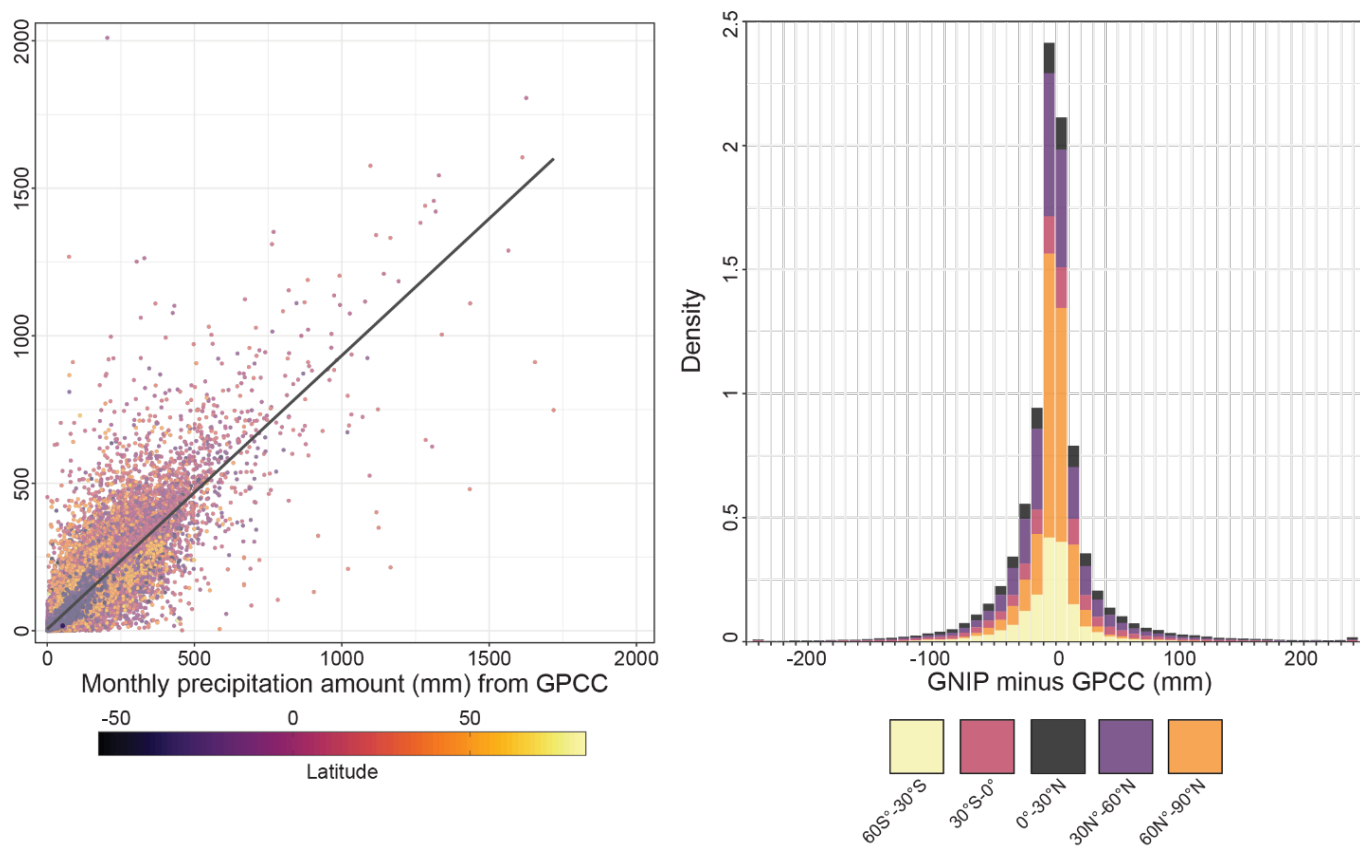 2000
1500
1000
500
0
0 500 1000 1500 2000
Monthly precipitation amount (mm) from GPCC
-50 0 50
Latitude
2.5
2
1.5
1
0.5
0
Density
-200 -100 0 100 200
GNIP minus GPCC (mm)
60S°-30°S
30°S-0°
0°-30°N
30N°-60°N
60N°-90°N